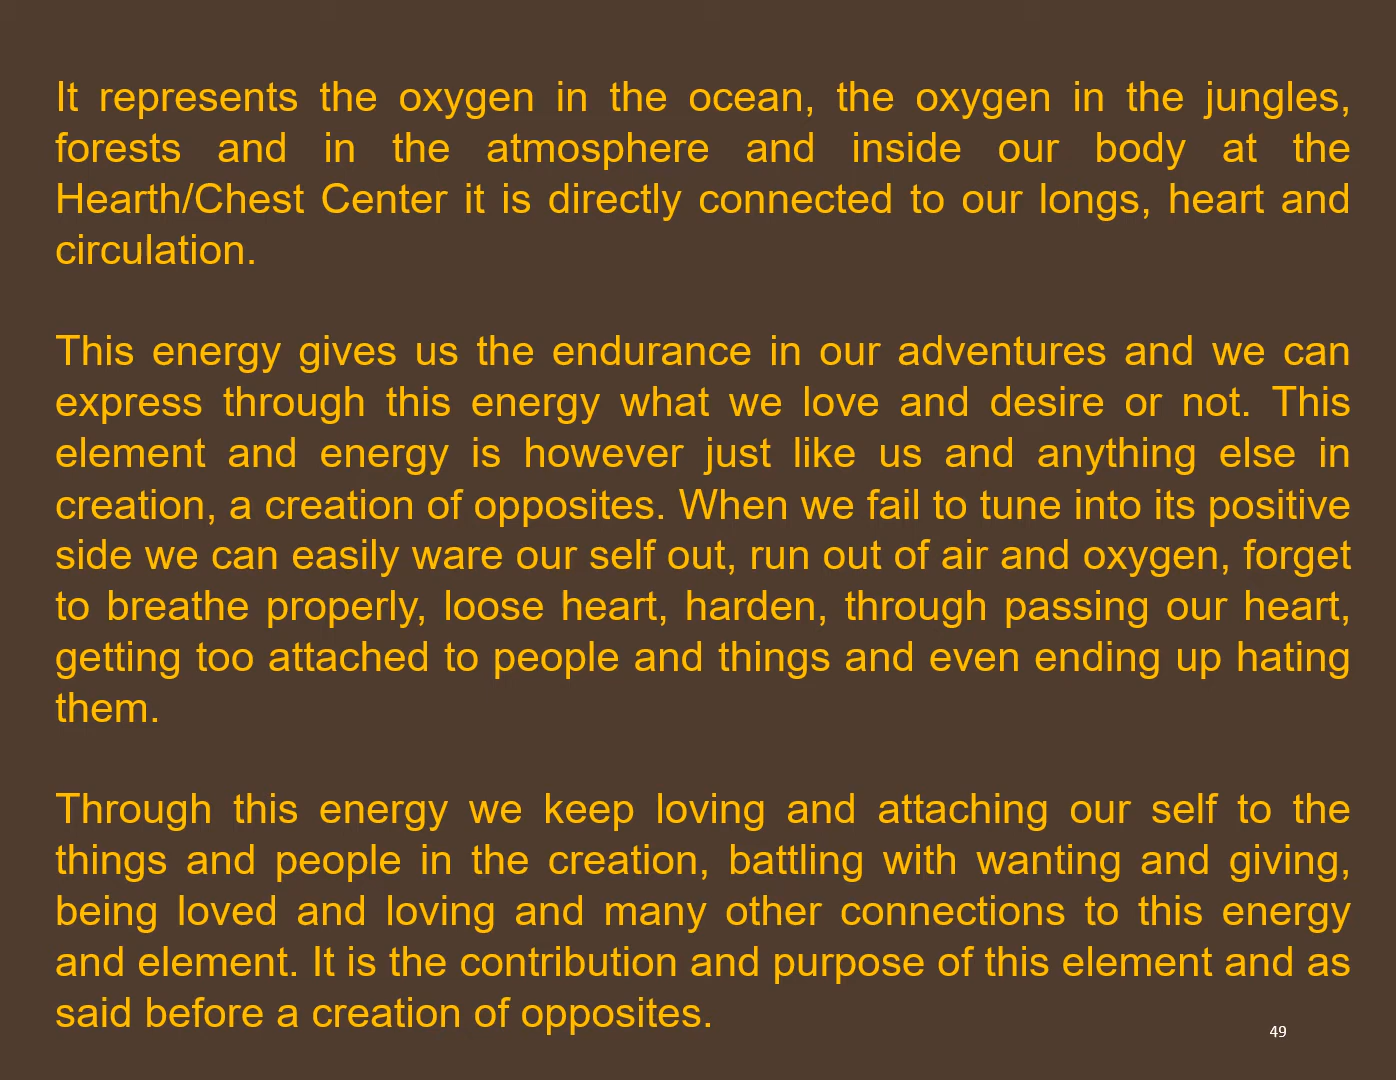 It represents the oxygen in the ocean, the oxygen in the jungles,
forests and in the atmosphere and inside our body at the
Hearth/Chest Center it is directly connected to our longs, heart and
circulation.
This energy gives us the endurance in our adventures and we can
express through this energy what we love and desire or not. This
element and energy is however just like us and anything else in
creation, a creation of opposites. When we fail to tune into its positive
side we can easily ware our self out, run out of air and oxygen, forget
to breathe properly, loose heart, harden, through passing our heart,
getting too attached to people and things and even ending up hating
them.
Through this energy we keep loving and attaching our self to the
things and people in the creation, battling with wanting and giving,
being loved and loving and many other connections to this energy
and element. It is the contribution and purpose of this element and as
said before a creation of opposites.
49